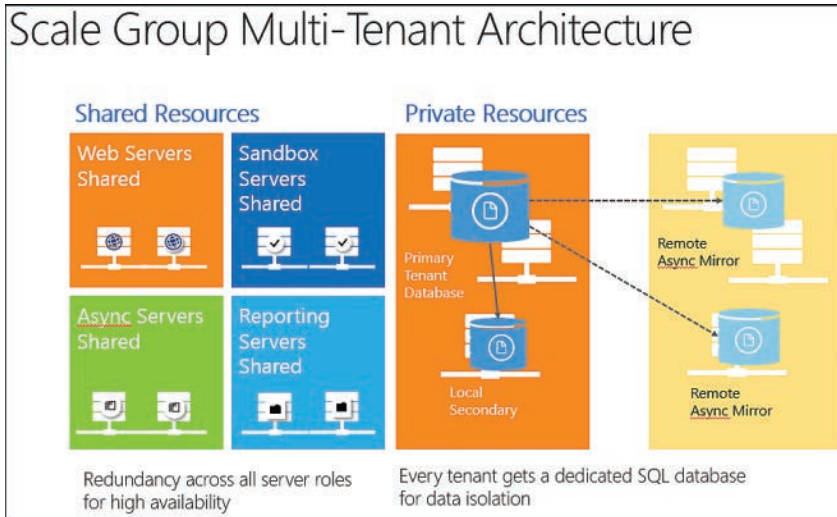 Scale Group Multi-Tenant Architecture
Shared Resources
Private Resources
Web Servers
Shared
Sandbox
Servers
Shared
Async Servers
Shared
Reporting
Servers
Shared
Primary
Tenant
Database
Local
Secondary
Remote
Async Mirror
Remote
Async Mirror
Redundancy across all server roles
for high availability
Every tenant gets a dedicated SQL database
for data isolation